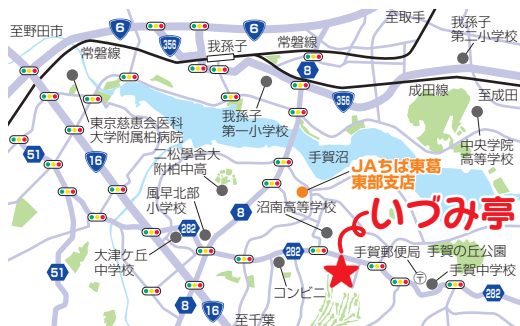 至取手
至野田市
6
6
356
常磐線
我孫子
常磐線
我孫子
第二小学校
8
356
成田線
至成田
東京慈恵会医科
大学附属柏病院
我孫子
第一小学校
中央学院
高等学校
51
16
二松學舎大
附柏中高
手賀沼
JAちば東葛
東部支店
風早北部
小学校
8
沼南高等学校
いづみ亭
282
大津ケ丘
中学校
282
手賀郵便局
手賀の丘公園
手賀中学校
51
コンビニ
282
8
16
至千葉